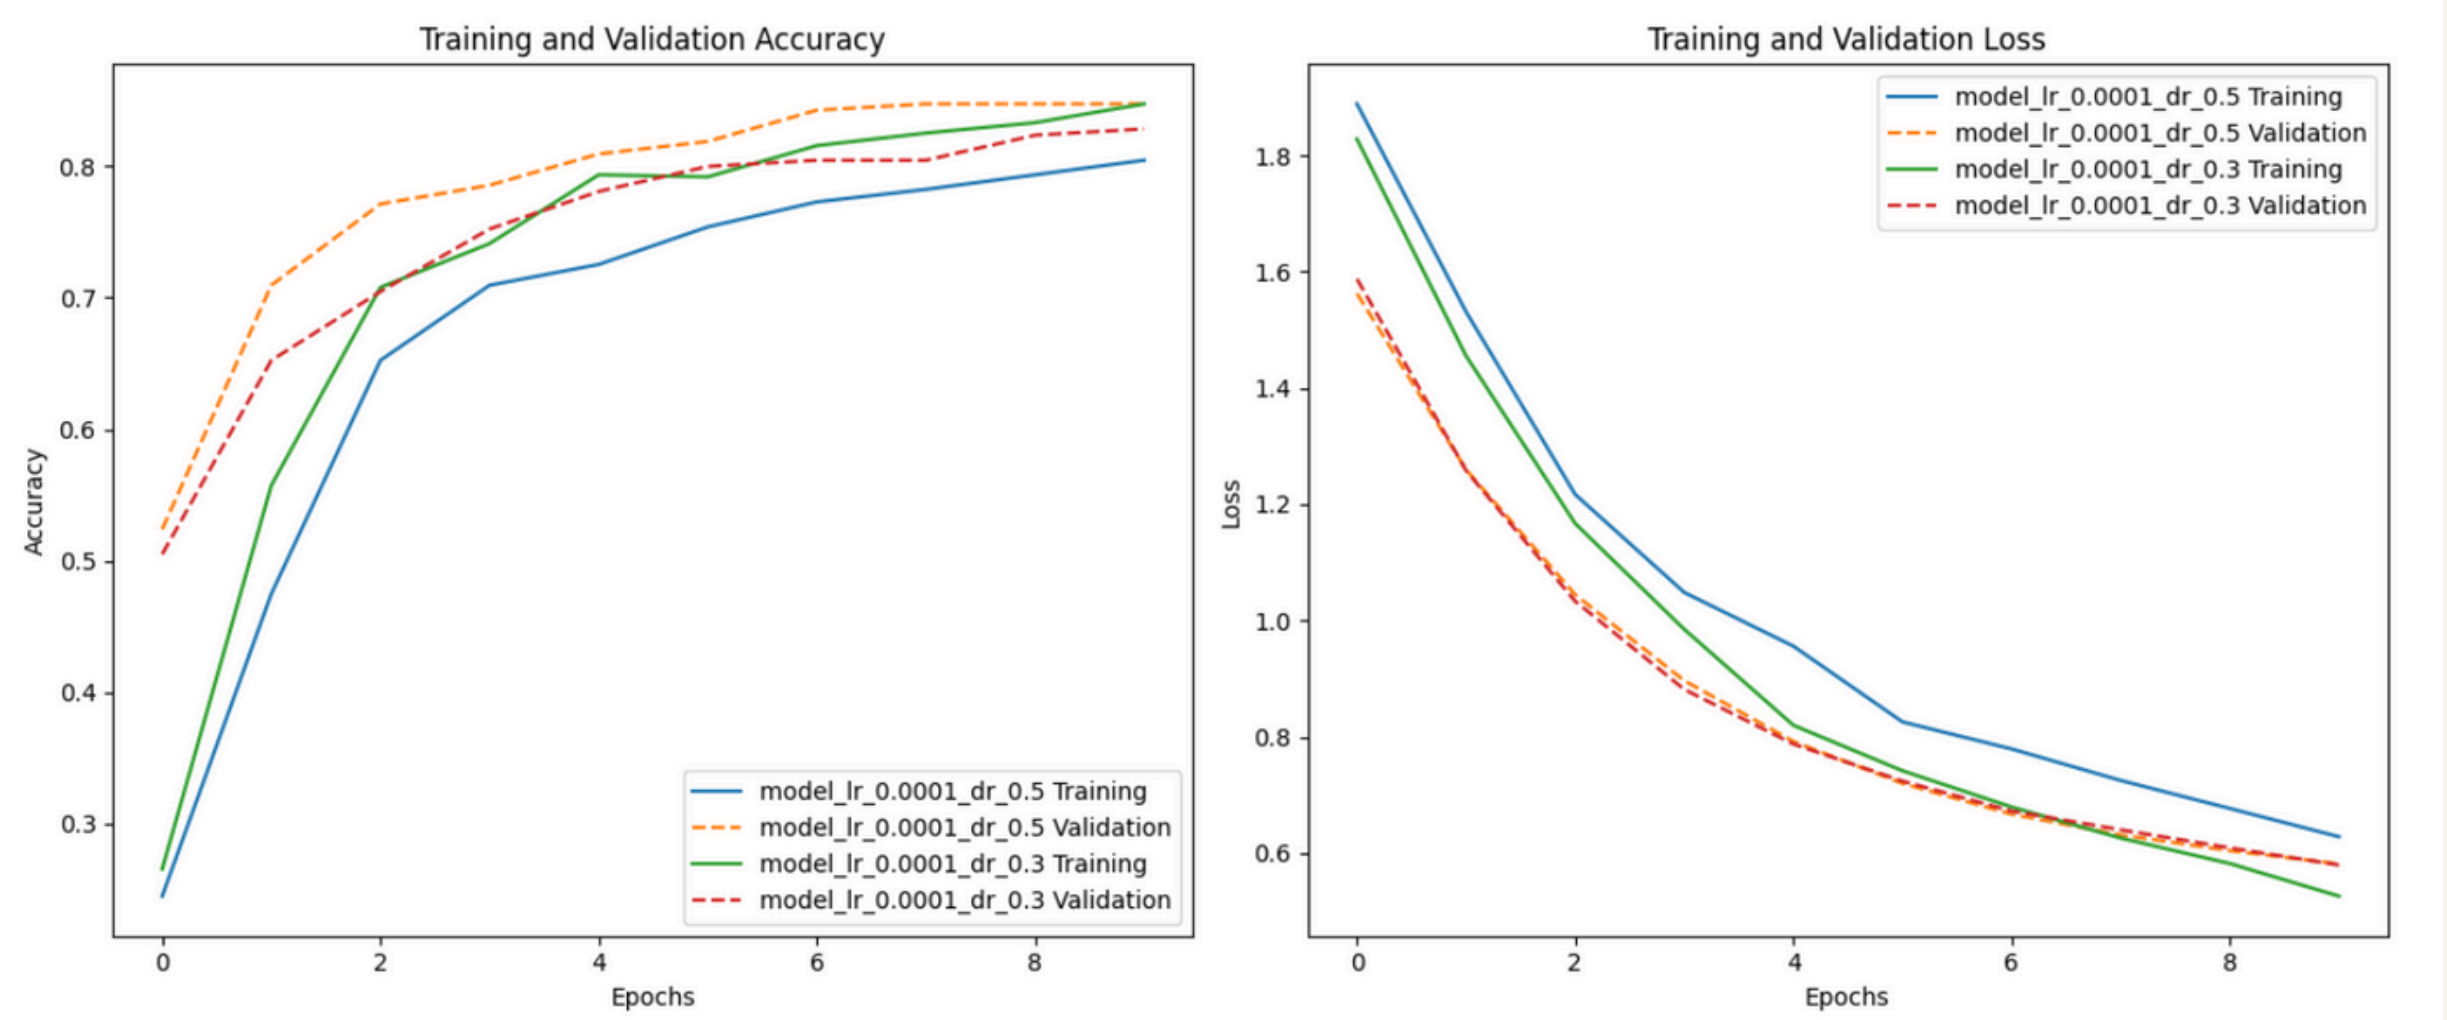 Training and Validation Accuracy
Accuracy
0.8
0.7
0.6
0.5
0.4
0.3
model_lr_0.0001_dr_0.5 Training
model_lr_0.0001_dr_0.5 Validation
model_lr_0.0001_dr_0.3 Training
model_lr_0.0001_dr_0.3 Validation
0 2 4 6 8
Epochs
Training and Validation Loss
Loss
model_lr_0.0001_dr_0.5 Training
model_lr_0.0001_dr_0.5 Validation
model_lr_0.0001_dr_0.3 Training
model_lr_0.0001_dr_0.3 Validation
1.8
1.6
1.4
1.2
1.0
0.8
0.6
0 2 4 6 8
Epochs